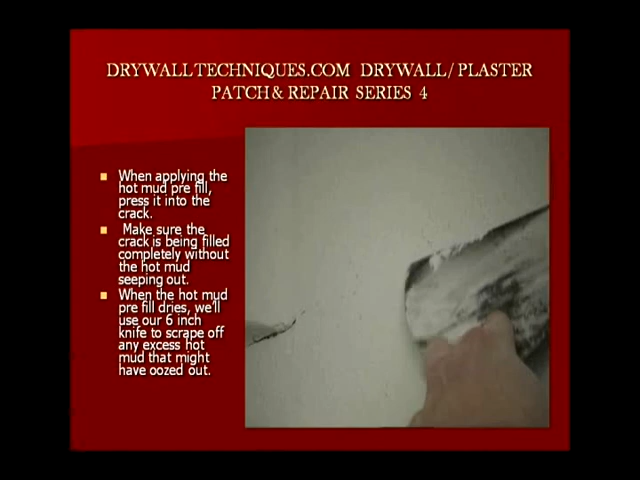 DRYWALLTECHNIQUES.COM DRYWALL/ PLASTER
PATCH & REPAIR SERIES 4
When applying the
hot mud pre fill,
press it into the
crack.
Make sure the
crack is being filled
completely without
the hot mud
seeping out.
When the hot mud
pre fill dries, we'll
use our 6 inch
knife to scrape off
any excess hot
mud that might
have oozed out.